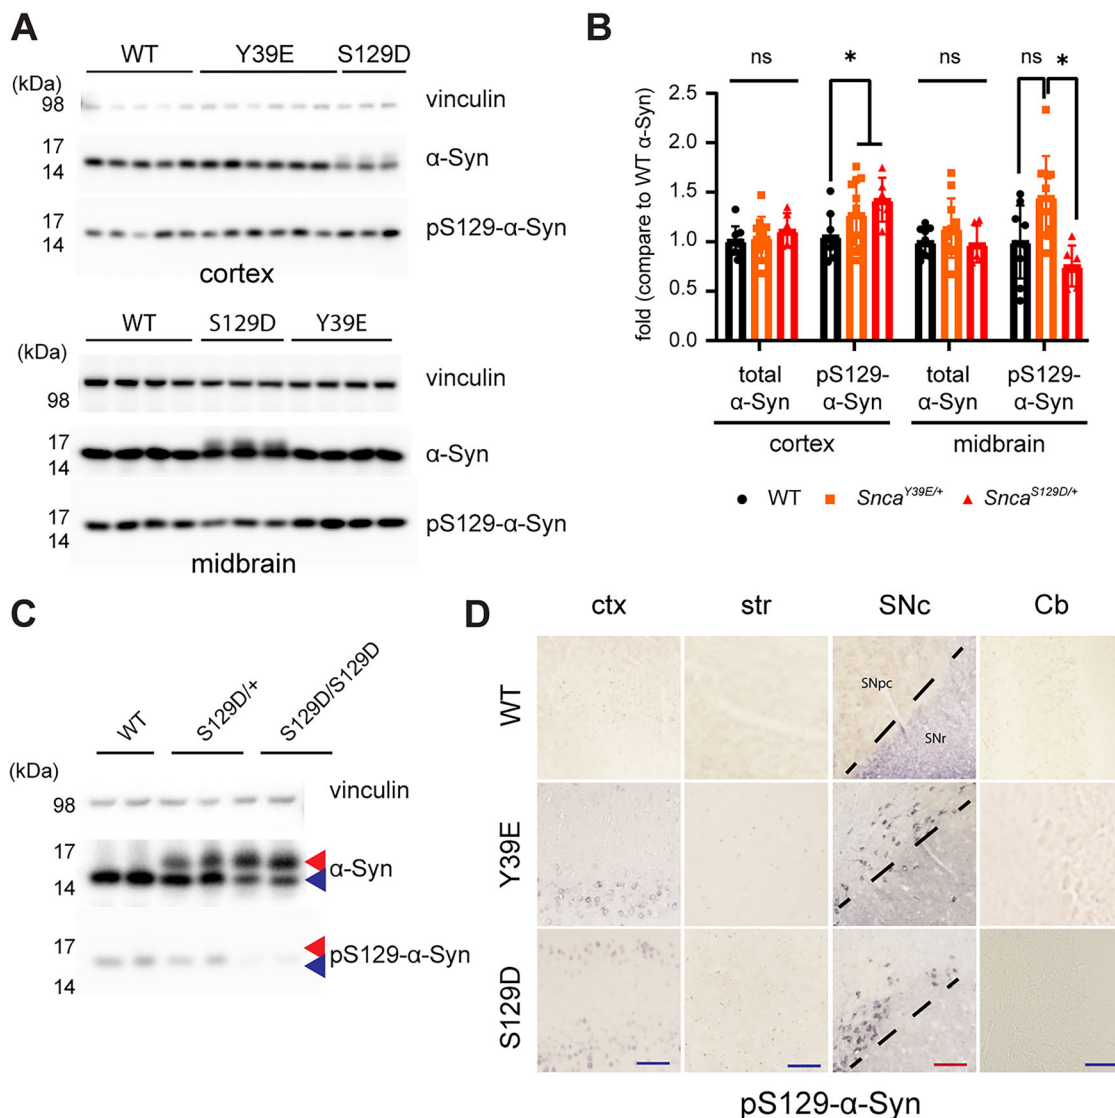 A
WT Y39E S129D
(kDa)
98 vinculin
17
14 α-Syn
17
14 pS129-α-Syn
cortex
WT S129D Y39E
(kDa)
98 vinculin
17
14 α-Syn
17
14 pS129-α-Syn
midbrain
B
ns * ns ns *
fold (compare to WT α-Syn)
2.5
2.0
1.5
1.0
0.5
0.0
total α-Syn
pS129-α-Syn
total α-Syn
pS129-α-Syn
cortex midbrain
WT Snca^Y39E/+ Snca^S129D/+
C
WT S129D/+ S129D/S129D
(kDa)
98 vinculin
17
14 α-Syn
17
14 pS129-α-Syn
D
ctx str SNc Cb
WT
SNpc
SNr
Y39E
S129D
pS129-α-Syn